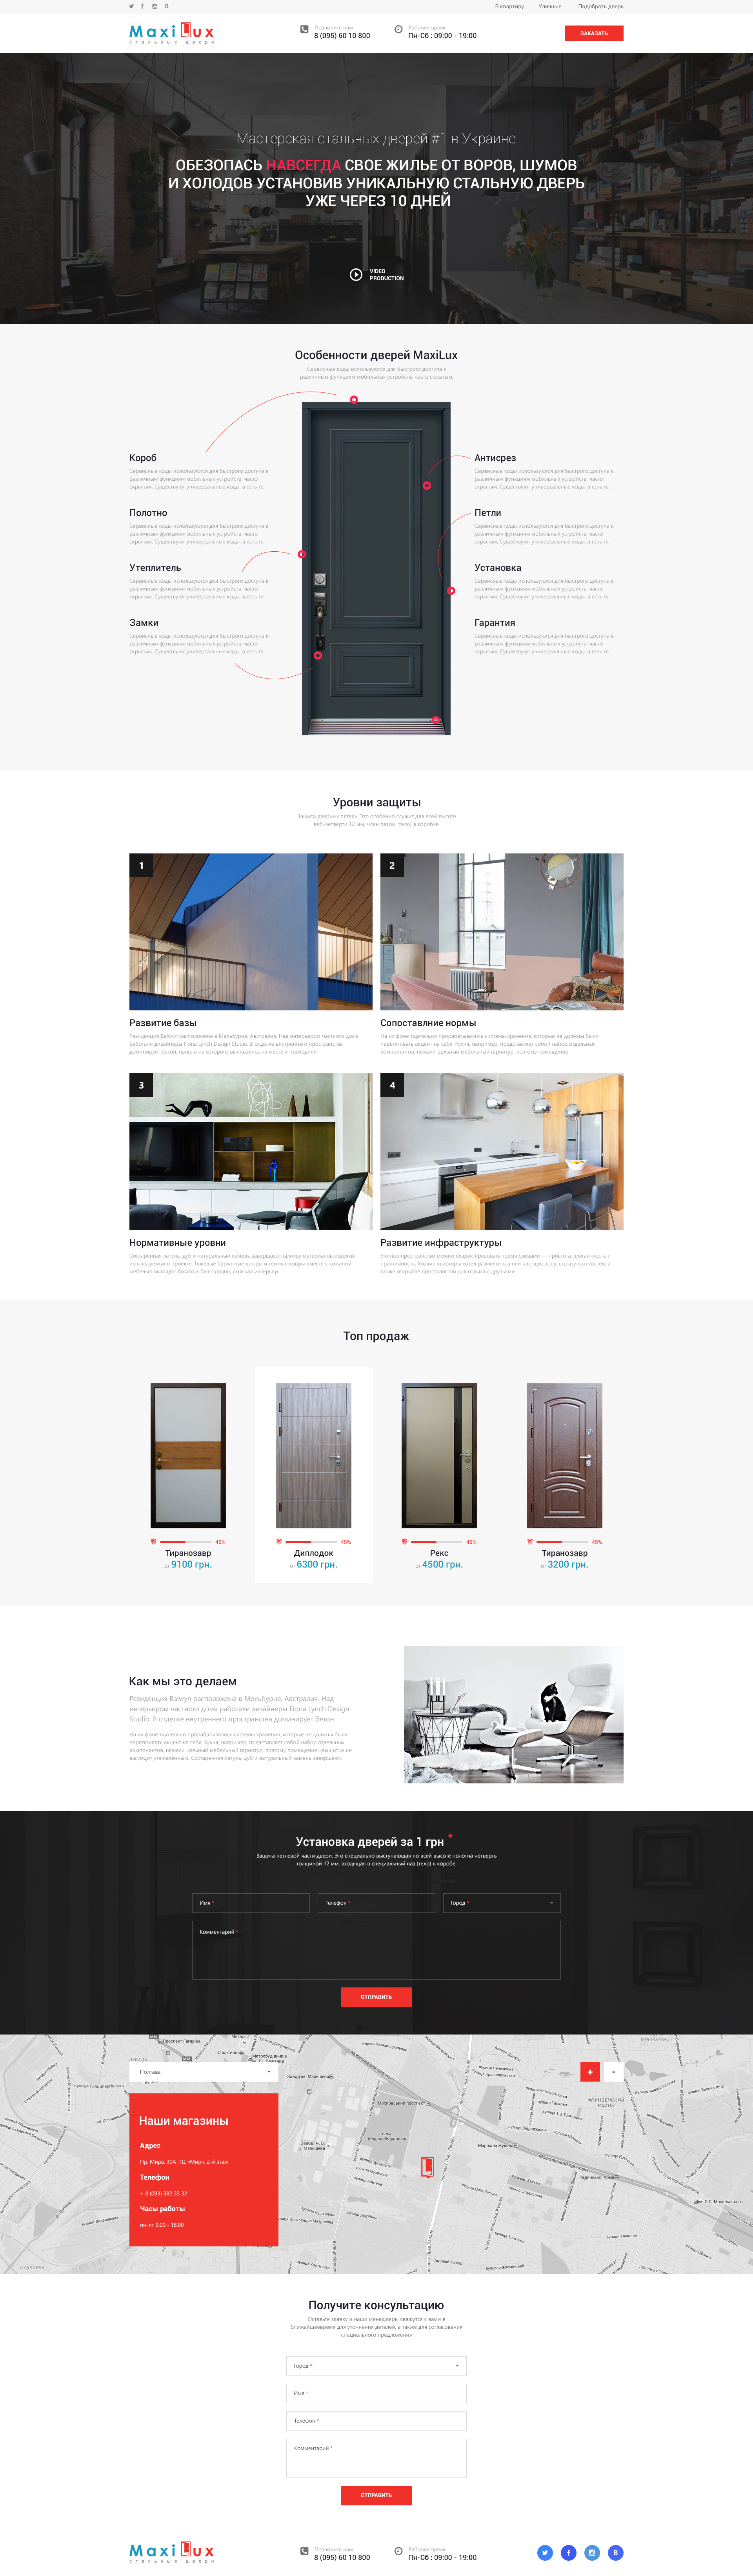 В квартиру Уличные Подобрать дверь
MaxiLux
стальные двери
Позвоните нам
8 (095) 60 10 800
Рабочее время
Пн-Сб : 09:00 - 19:00
ЗАКАЗАТЬ
Мастерская стальных дверей #1 в Украине
ОБЕЗОПАСЬ НАВСЕГДА СВОЕ ЖИЛЬЕ ОТ ВОРОВ, ШУМОВ
И ХОЛОДОВ УСТАНОВИВ УНИКАЛЬНУЮ СТАЛЬНУЮ ДВЕРЬ
УЖЕ ЧЕРЕЗ 10 ДНЕЙ
VIDEO
PRODUCTION
Особенности дверей MaxiLux
Сервисные коды используются для быстрого доступа к
различным функциям мобильных устройств, часто скрытым.
Короб
Сервисные коды используются для быстрого доступа к
различным функциям мобильных устройств, часто
скрытым. Существуют универсальные коды, а есть те,
Полотно
Сервисные коды используются для быстрого доступа к
различным функциям мобильных устройств, часто
скрытым. Существуют универсальные коды, а есть те,
Утеплитель
Сервисные коды используются для быстрого доступа к
различным функциям мобильных устройств, часто
скрытым. Существуют универсальные коды, а есть те,
Замки
Сервисные коды используются для быстрого доступа к
различным функциям мобильных устройств, часто
скрытым. Существуют универсальные коды, а есть те,
Антисрез
Сервисные коды используются для быстрого доступа к
различным функциям мобильных устройств, часто
скрытым. Существуют универсальные коды, а есть те,
Петли
Сервисные коды используются для быстрого доступа к
различным функциям мобильных устройств, часто
скрытым. Существуют универсальные коды, а есть те,
Установка
Сервисные коды используются для быстрого доступа к
различным функциям мобильных устройств, часто
скрытым. Существуют универсальные коды, а есть те,
Гарантия
Сервисные коды используются для быстрого доступа к
различным функциям мобильных устройств, часто
скрытым. Существуют универсальные коды, а есть те,
Уровни защиты
Защита дверных петель. Это особенно служит для всей высоте
веб-четверти 12 мм, член пазом (тело) в коробке.
1
Развитие базы
Резиденция Balwyn расположена в Мельбурне, Австралия. Над интерьером частного дома
работали дизайнеры Fiona Lynch Design Studio. В отделке внутреннего пространства
доминирует бетон, панели из которого выливались на месте и проходили
2
Сопоставлние нормы
На их фоне тщательно прорабатывались системы хранения, которые не должны были
перетягивать акцент на себя. Кухня, например, представляет собой набор отдельных
компонентов, нежели цельный мебельный гарнитур, поэтому помещение
3
Нормативные уровни
Состаренная латунь, дуб и натуральный камень завершают палитру материалов отделки,
используемых в проекте. Тяжёлые бархатные шторы и тёмные ковры вместе с кожаной
мебелью выглядят богато и благородно, смягчая интерьер.
4
Развитие инфраструктуры
Уютное пространство можно охарактеризовать тремя словами — простота, элегантность и
практичность. Хозяин квартиры хотел разместить в ней частную зону, скрытую от гостей, а
также открытое пространство для отдыха с друзьями.
Топ продаж
45%
Тиранозавр
от 9100 грн.
45%
Диплодок
от 6300 грн.
45%
Рекс
от 4500 грн.
45%
Тиранозавр
от 3200 грн.
Как мы это делаем
Резиденция Balwyn расположена в Мельбурне, Австралия. Над
интерьером частного дома работали дизайнеры Fiona Lynch Design
Studio. В отделке внутреннего пространства доминирует бетон.
На их фоне тщательно прорабатывались системы хранения, которые не должны были
перетягивать акцент на себя. Кухня, например, представляет собой набор отдельных
компонентов, нежели цельный мебельный гарнитур, поэтому помещение удышает и не
выглядит утяжелённым. Состаренная латунь, дуб и натуральный камень завершают.
Установка дверей за 1 грн *
Защита петлевой части двери. Это специально выступающая по всей высоте полотна четверть
толщиной 12 мм, входящая в специальный паз (тело) в коробе.
Имя *
Телефон *
Город *
Комментарий *
ОТПРАВИТЬ
Полтава
+ -
Наши магазины
Адрес
Пр. Мира, 30А ,ТЦ «Мир», 2-й этаж
Телефон
+ 8 (093) 382 33 32
Часы работы
пн-пт 9.00 - 18.00
Получите консультацию
Оставьте заявку и наши менеджеры свяжутся с вами в
ближайшеевремя для уточнения деталей, а также для согласования
специального предложения
Город *
Имя *
Телефон *
Комментарий *
ОТПРАВИТЬ
MaxiLux
стальные двери
Позвоните нам
8 (095) 60 10 800
Рабочее время
Пн-Сб : 09:00 - 19:00